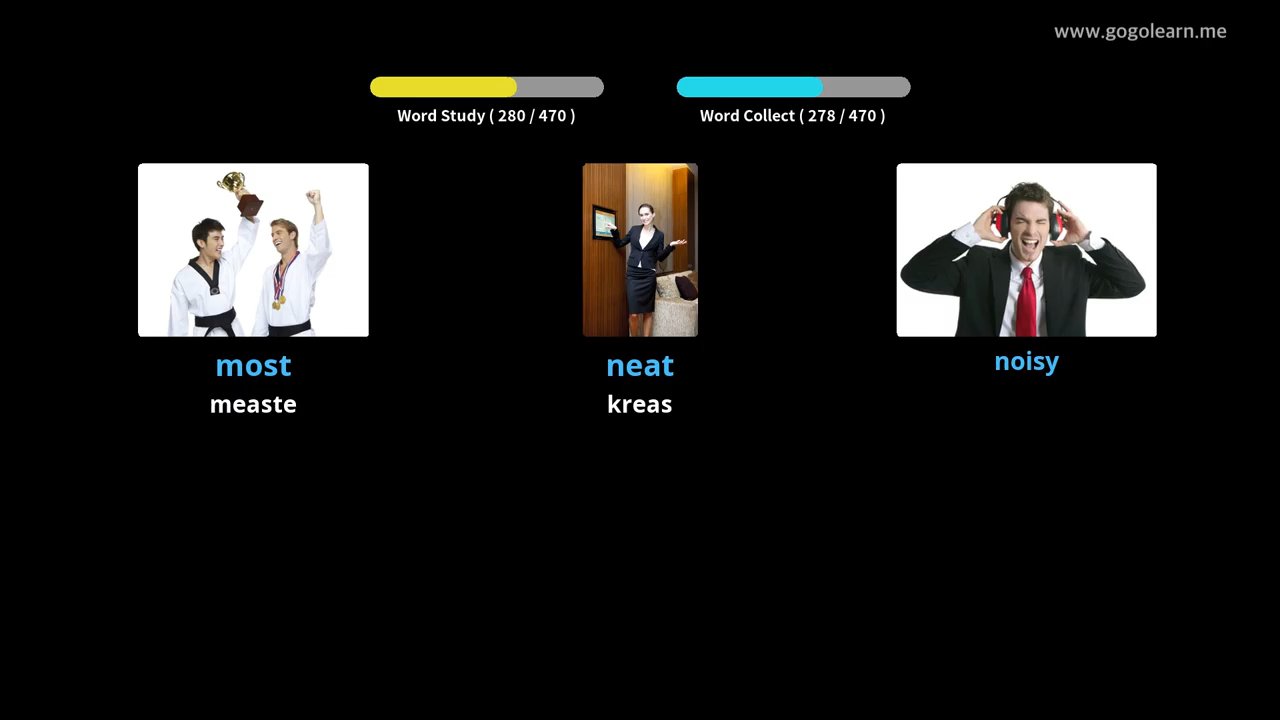 www.gogolearn.me
Word Study ( 280 / 470 )
Word Collect ( 278 / 470 )
most
measte
neat
kreas
noisy